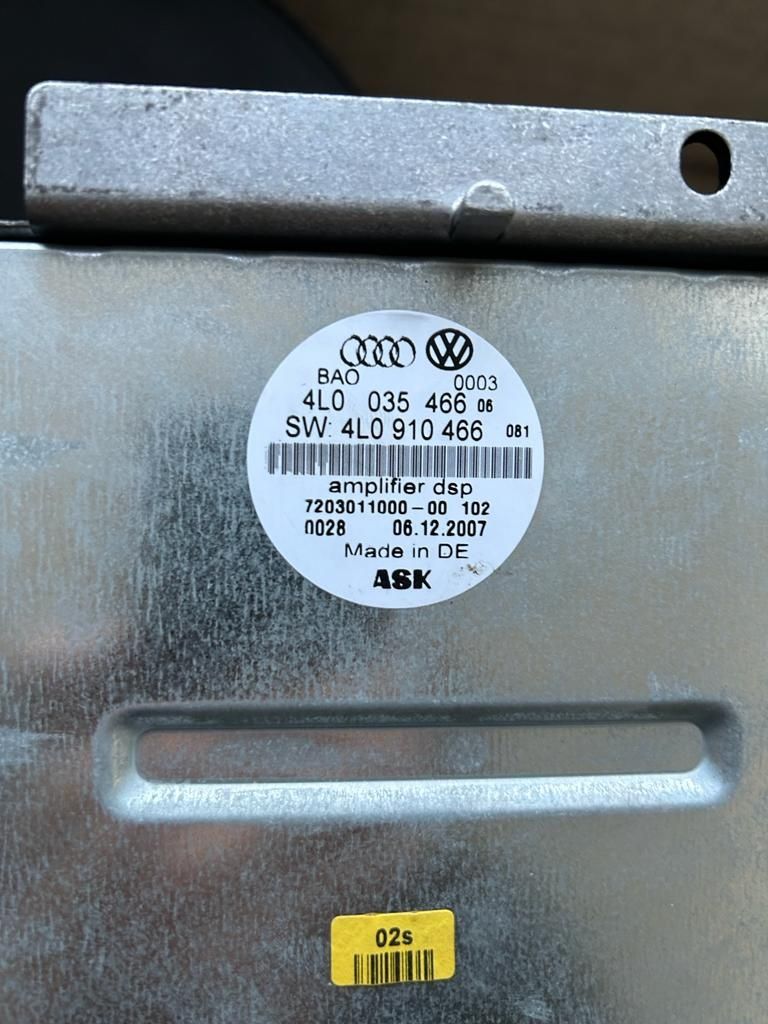 BAO 0003
4L0 035 466 06
SW: 4L0 910 466 081
amplifier dsp
7203011000-00 102
0028 06.12.2007
Made in DE
ASK
02s